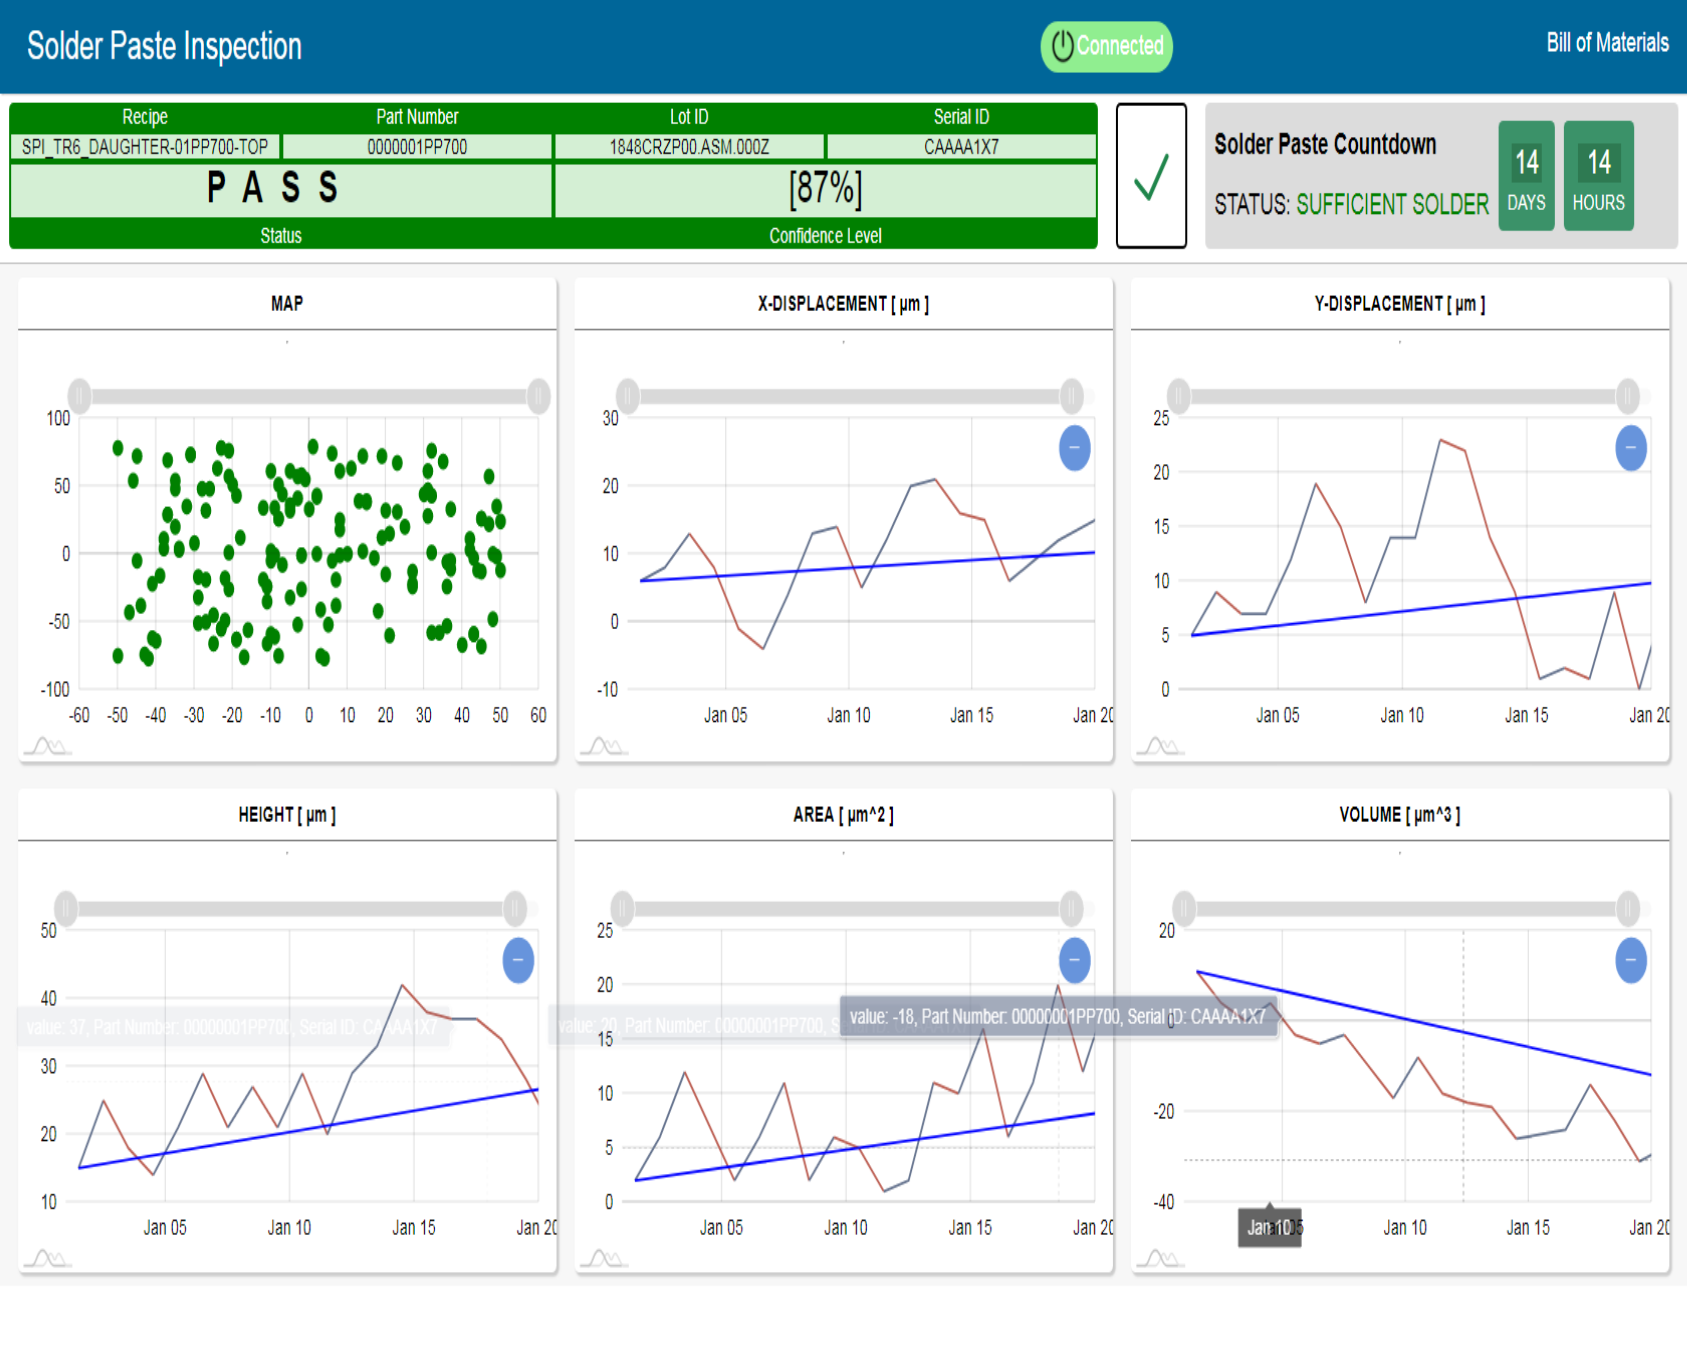 Solder Paste Inspection
Connected
Bill of Materials
Recipe Part Number Lot ID Serial ID
SPI_TR6_DAUGHTER-01PP700-TOP 0000001PP700 1848CRZP00.ASM.000Z CAAAA1X7
P A S S [87%]
Status Confidence Level
Solder Paste Countdown
STATUS: SUFFICIENT SOLDER
14 DAYS
14 HOURS
MAP
100
50
0
-50
-100
-60 -50 -40 -30 -20 -10 0 10 20 30 40 50 60
X-DISPLACEMENT [ µm ]
30
20
10
0
-10
Jan 05 Jan 10 Jan 15 Jan 20
Y-DISPLACEMENT [ µm ]
25
20
15
10
5
0
Jan 05 Jan 10 Jan 15 Jan 20
HEIGHT [ µm ]
50
40
value: 37, Part Number: 00000001PP700, Serial ID: CAAAA1X7
30
20
10
Jan 05 Jan 10 Jan 15 Jan 20
AREA [ µm^2 ]
25
20
value: 20, Part Number: 00000001PP700, S
15
10
5
0
Jan 05 Jan 10 Jan 15 Jan 20
VOLUME [ µm^3 ]
20
value: -18, Part Number: 00000001PP700, Serial ID: CAAAA1X7
0
-20
-40
Jan 10
Jan 05 Jan 10 Jan 15 Jan 20